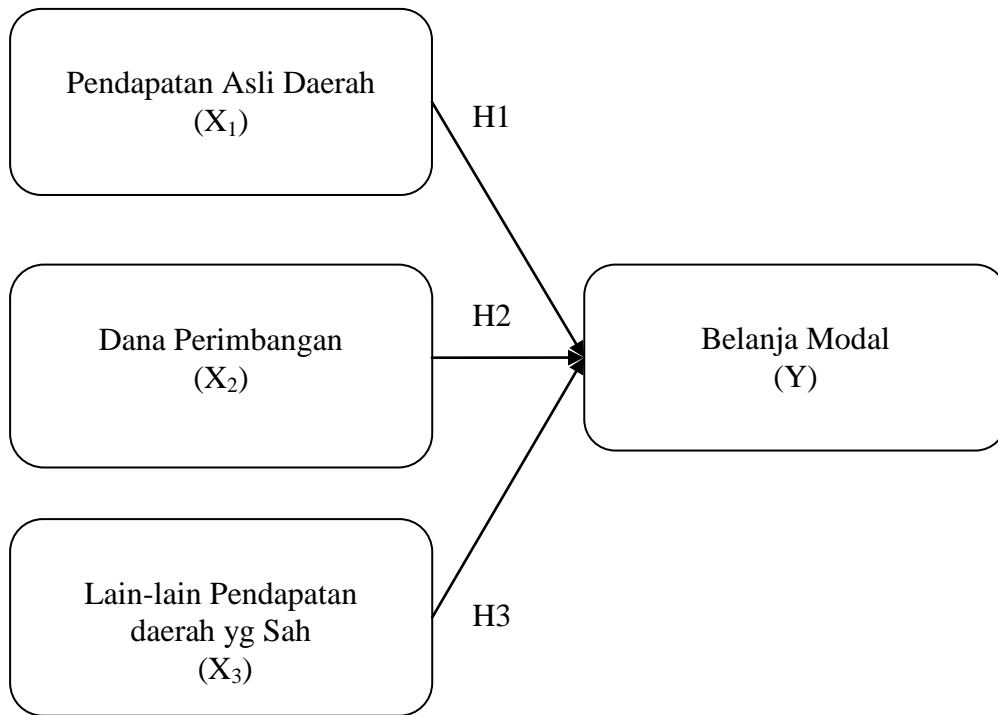 Pendapatan Asli Daerah
(X₁)
H1
Dana Perimbangan
(X₂)
H2
Belanja Modal
(Y)
Lain-lain Pendapatan
daerah yg Sah
(X₃)
H3